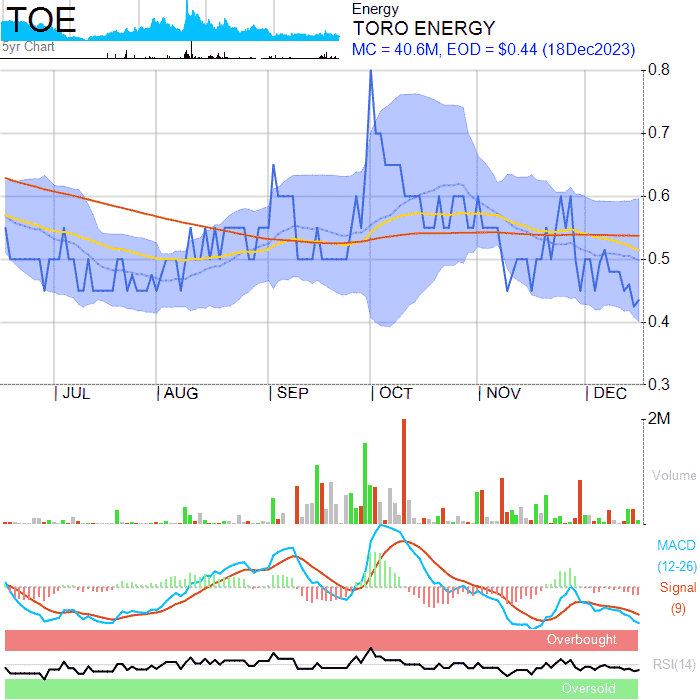 TOE
5yr Chart
Energy
TORO ENERGY
MC = 40.6M, EOD = $0.44 (18Dec2023)
0.8
0.7
0.6
0.5
0.4
0.3
JUL AUG SEP OCT NOV DEC
2M
Volume
MACD
(12-26)
Signal
(9)
Overbought
RSI(14)
Oversold